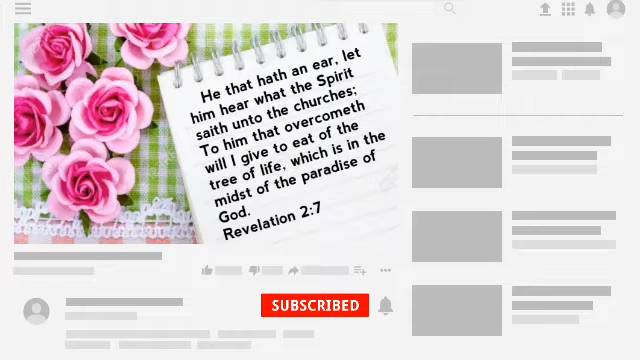 He that hath an ear, let
him hear what the Spirit
saith unto the churches;
To him that overcometh
will I give to eat of the
tree of life, which is in the
midst of the paradise of
God.
Revelation 2:7
SUBSCRIBED